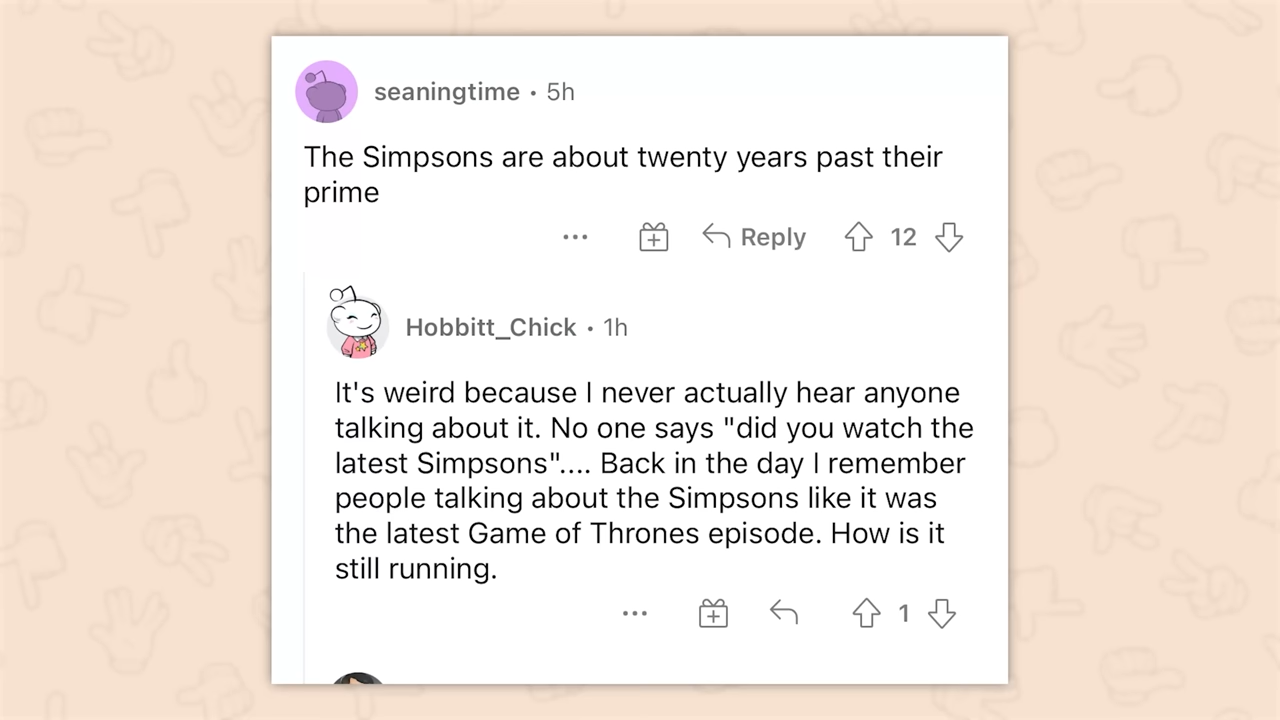 seaningtime • 5h
The Simpsons are about twenty years past their
prime
Reply 12
Hobbitt_Chick • 1h
It's weird because I never actually hear anyone
talking about it. No one says "did you watch the
latest Simpsons".... Back in the day I remember
people talking about the Simpsons like it was
the latest Game of Thrones episode. How is it
still running.
1